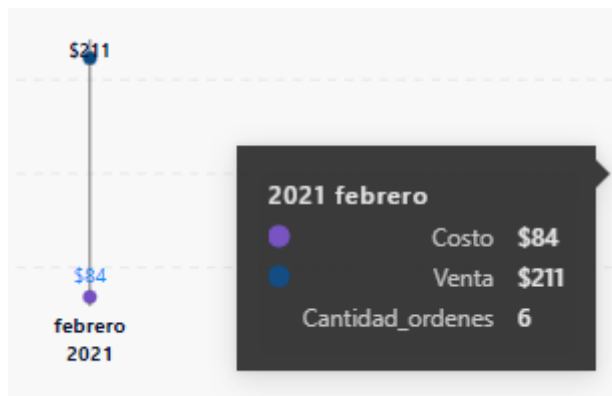 $211
$84
febrero
2021
2021 febrero
Costo $84
Venta $211
Cantidad_ordenes 6